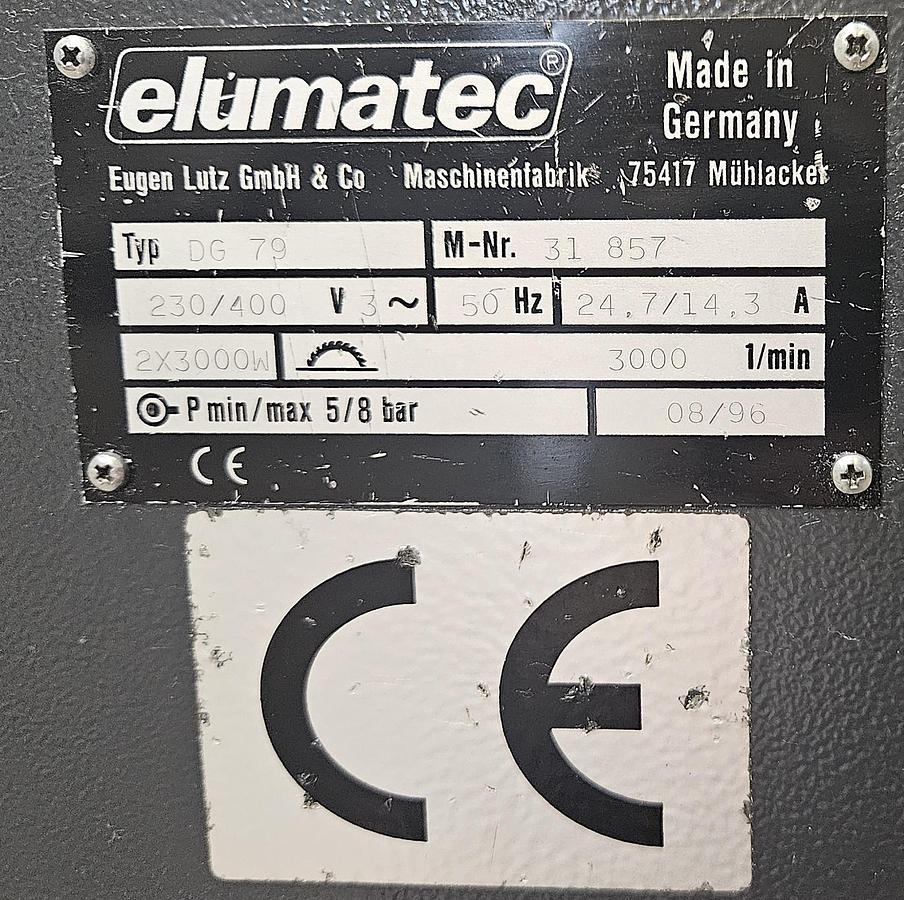 elumatec®
Made in
Germany
Eugen Lutz GmbH & Co Maschinenfabrik 75417 Mühlacker
Typ DG 79 M-Nr. 31 857
230/400 V 3~ 50 Hz 24,7/14,3 A
2X3000W 3000 1/min
P min/max 5/8 bar 08/96
CE
CE